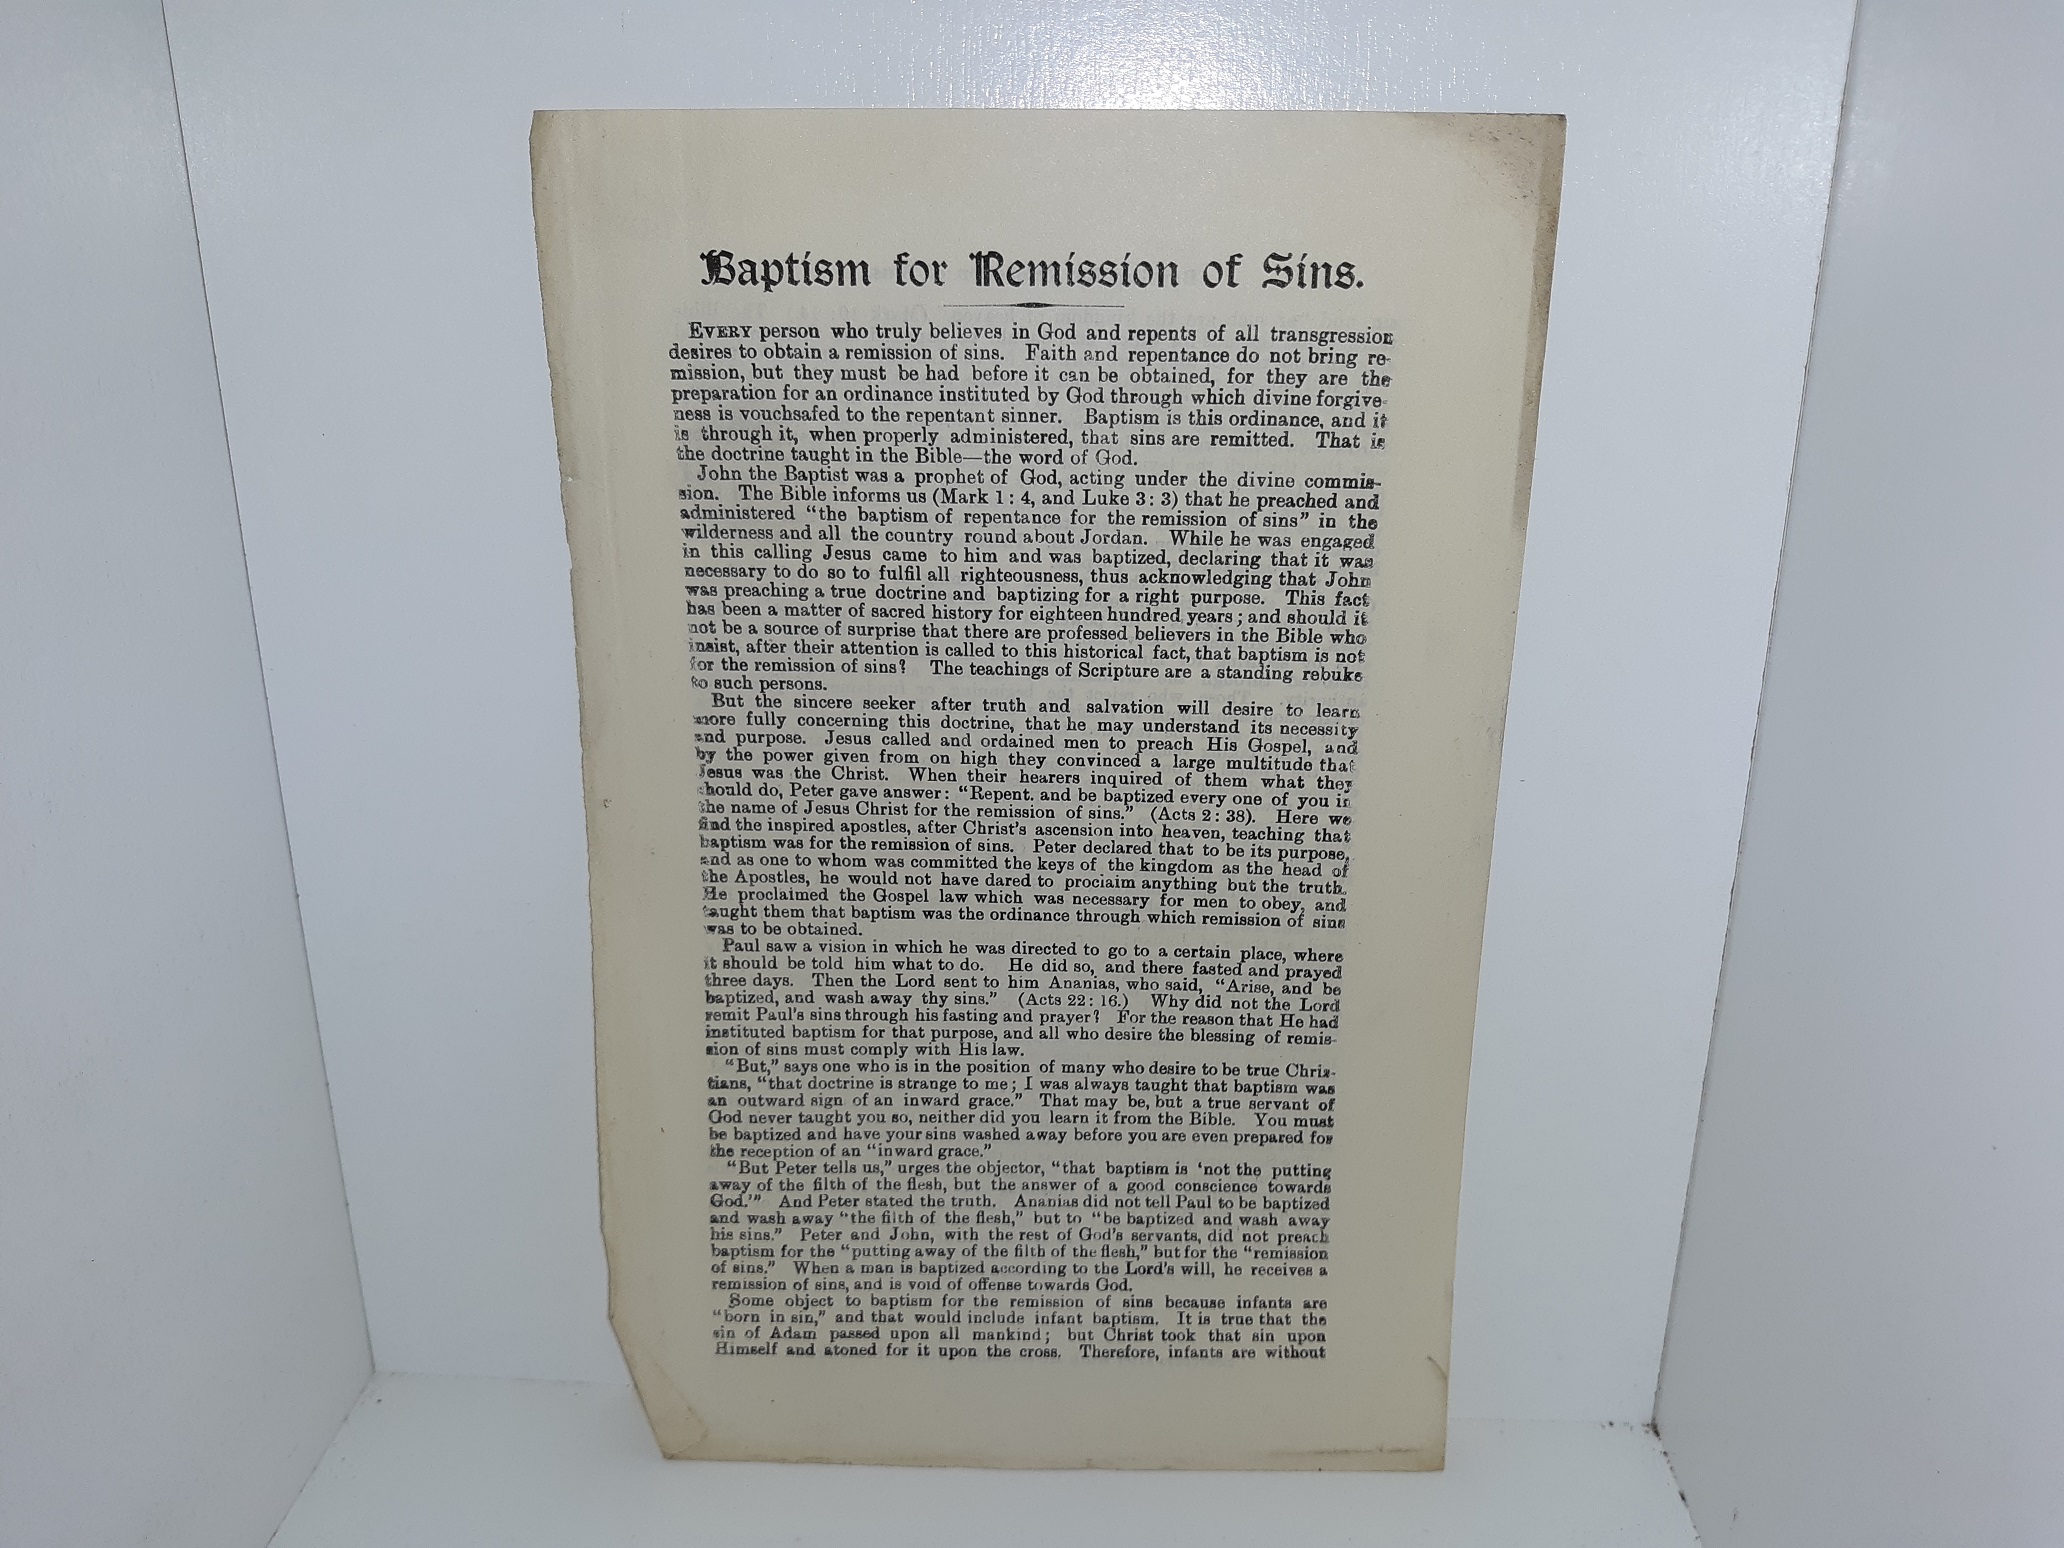 Baptism for Remission of Sins.
EVERY person who truly believes in God and repents of all transgression
desires to obtain a remission of sins. Faith and repentance do not bring re-
mission, but they must be had before it can be obtained, for they are the
preparation for an ordinance instituted by God through which divine forgive-
ness is vouchsafed to the repentant sinner. Baptism is this ordinance, and it
is through it, when properly administered, that sins are remitted. That is
the doctrine taught in the Bible—the word of God.
John the Baptist was a prophet of God, acting under the divine commis-
sion. The Bible informs us (Mark 1: 4, and Luke 3: 3) that he preached and
administered "the baptism of repentance for the remission of sins" in the
wilderness and all the country round about Jordan. While he was engaged
in this calling Jesus came to him and was baptized, declaring that it was
necessary to do so to fulfil all righteousness, thus acknowledging that John
was preaching a true doctrine and baptizing for a right purpose. This fact
has been a matter of sacred history for eighteen hundred years; and should it
not be a source of surprise that there are professed believers in the Bible who
insist, after their attention is called to this historical fact, that baptism is not
for the remission of sins? The teachings of Scripture are a standing rebuke
to such persons.
But the sincere seeker after truth and salvation will desire to learn
more fully concerning this doctrine, that he may understand its necessity
and purpose. Jesus called and ordained men to preach His Gospel, and
by the power given from on high they convinced a large multitude that
Jesus was the Christ. When their hearers inquired of them what they
should do, Peter gave answer: "Repent. and be baptized every one of you in
the name of Jesus Christ for the remission of sins." (Acts 2: 38). Here we
find the inspired apostles, after Christ's ascension into heaven, teaching that
baptism was for the remission of sins. Peter declared that to be its purpose,
and as one to whom was committed the keys of the kingdom as the head of
the Apostles, he would not have dared to proclaim anything but the truth.
He proclaimed the Gospel law which was necessary for men to obey, and
taught them that baptism was the ordinance through which remission of sins
was to be obtained.
Paul saw a vision in which he was directed to go to a certain place, where
it should be told him what to do. He did so, and there fasted and prayed
three days. Then the Lord sent to him Ananias, who said, "Arise, and be
baptized, and wash away thy sins." (Acts 22: 16.) Why did not the Lord
remit Paul's sins through his fasting and prayer? For the reason that He had
instituted baptism for that purpose, and all who desire the blessing of remis-
sion of sins must comply with His law.
"But," says one who is in the position of many who desire to be true Chris-
tians, "that doctrine is strange to me; I was always taught that baptism was
an outward sign of an inward grace." That may be, but a true servant of
God never taught you so, neither did you learn it from the Bible. You must
be baptized and have your sins washed away before you are even prepared for
the reception of an "inward grace."
"But Peter tells us," urges the objector, "that baptism is 'not the putting
away of the filth of the flesh, but the answer of a good conscience towards
God.'" And Peter stated the truth. Ananias did not tell Paul to be baptized
and wash away "the filth of the flesh," but to "be baptized and wash away
his sins." Peter and John, with the rest of God's servants, did not preach
baptism for the "putting away of the filth of the flesh," but for the "remission
of sins." When a man is baptized according to the Lord's will, he receives a
remission of sins, and is void of offense towards God.
Some object to baptism for the remission of sins because infants are
"born in sin," and that would include infant baptism. It is true that the
sin of Adam passed upon all mankind; but Christ took that sin upon
Himself and atoned for it upon the cross. Therefore, infants are without